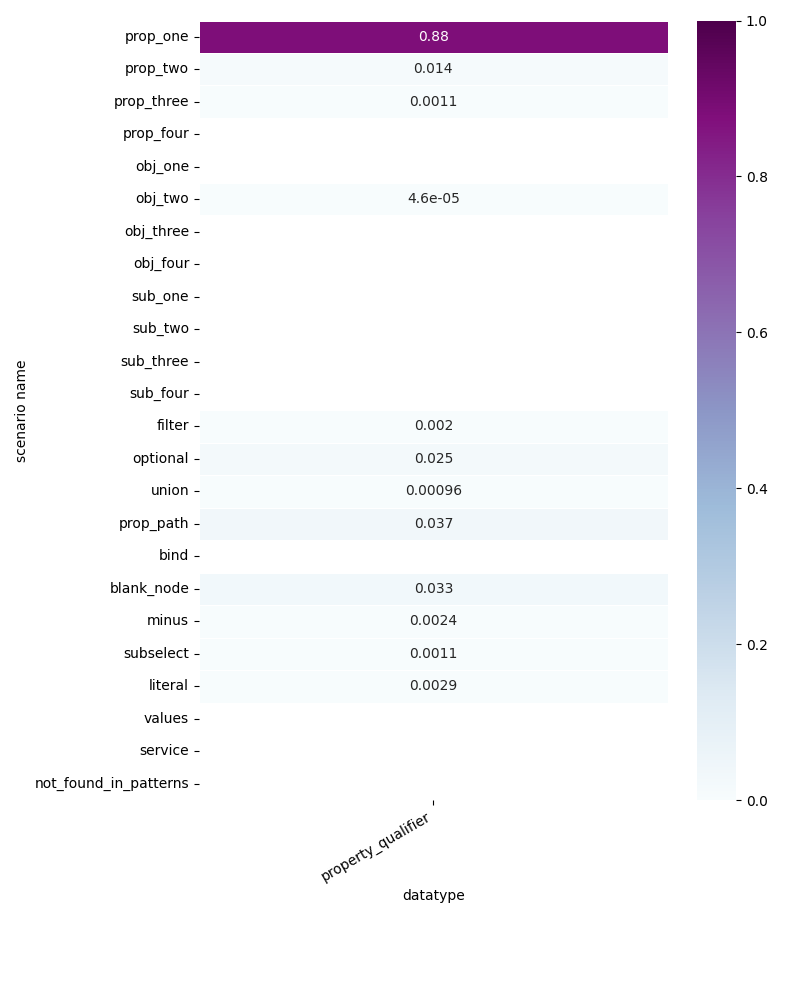 prop_one 0.88
prop_two 0.014
prop_three 0.0011
prop_four
obj_one
obj_two 4.6e-05
obj_three
obj_four
sub_one
sub_two
sub_three
sub_four
filter 0.002
optional 0.025
union 0.00096
prop_path 0.037
bind
blank_node 0.033
minus 0.0024
subselect 0.0011
literal 0.0029
values
service
not_found_in_patterns
scenario name
property_qualifier
datatype
1.0
0.8
0.6
0.4
0.2
0.0